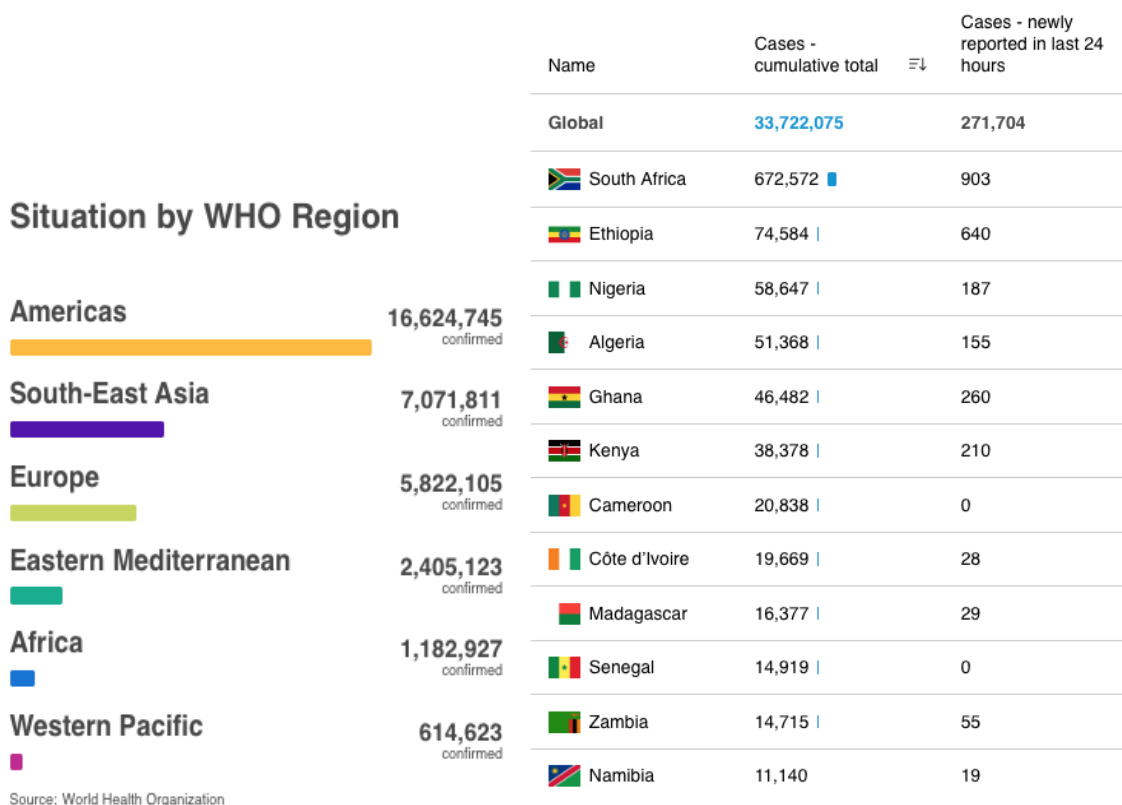 Situation by WHO Region
Americas
16,624,745
confirmed
South-East Asia
7,071,811
confirmed
Europe
5,822,105
confirmed
Eastern Mediterranean
2,405,123
confirmed
Africa
1,182,927
confirmed
Western Pacific
614,623
confirmed
Source: World Health Organization
Name
Cases -
cumulative total
Cases - newly
reported in last 24
hours
Global 33,722,075 271,704
South Africa 672,572 903
Ethiopia 74,584 640
Nigeria 58,647 187
Algeria 51,368 155
Ghana 46,482 260
Kenya 38,378 210
Cameroon 20,838 0
Côte d’Ivoire 19,669 28
Madagascar 16,377 29
Senegal 14,919 0
Zambia 14,715 55
Namibia 11,140 19